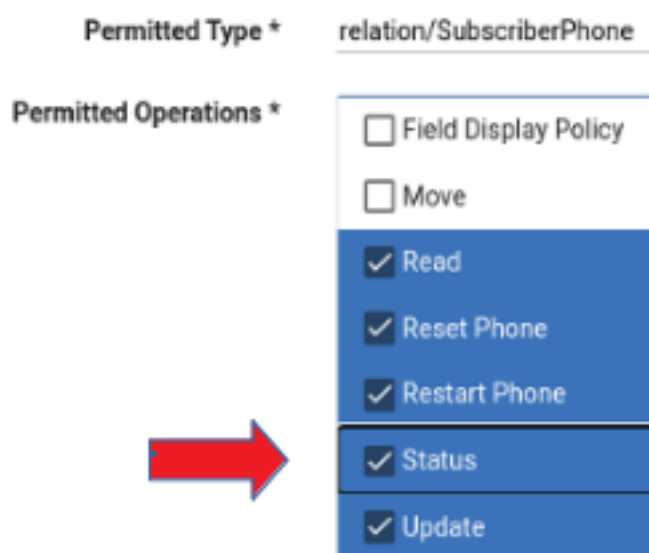 Permitted Type * relation/SubscriberPhone
Permitted Operations * Field Display Policy
Move
Read
Reset Phone
Restart Phone
Status
Update